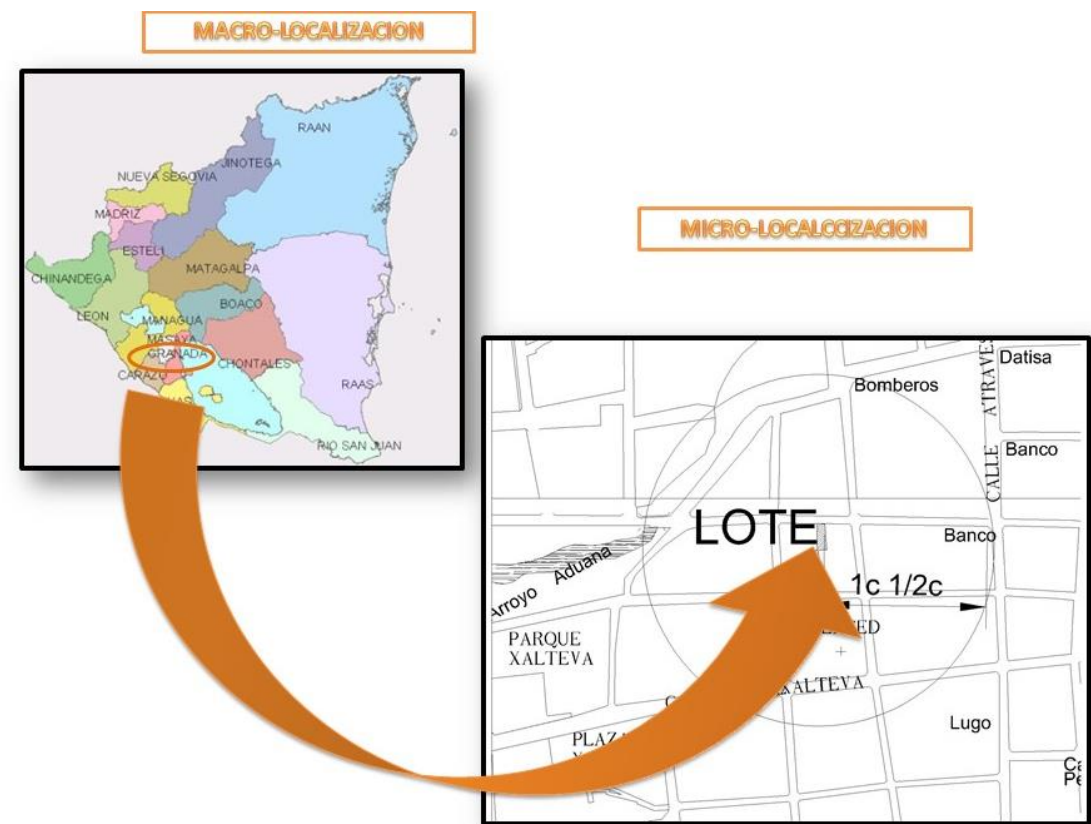 MACRO-LOCALIZACION
RAAN
JINOTEGA
NUEVA SEGOVIA
MADRIZ
ESTELI
CHINANDEGA
MATAGALPA
LEON
BOACO
MANAGUA
MASAYA
GRANADA
CHONTALES
CARAZO
RAAS
RIO SAN JUAN
MICRO-LOCALCCIZACION
Datisa
Bomberos
CALLE ATRAVES
Banco
LOTE
Banco
Arroyo Aduana
1c 1/2c
PARQUE
XALTEVA
XALTEVA
Lugo
PLAZ